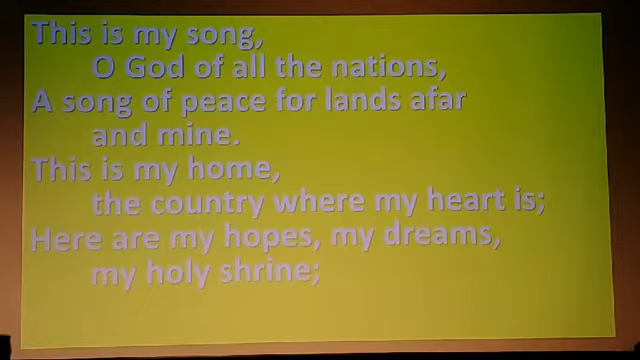 This is my song,
O God of all the nations,
A song of peace for lands afar
and mine.
This is my home,
the country where my heart is;
Here are my hopes, my dreams,
my holy shrine;